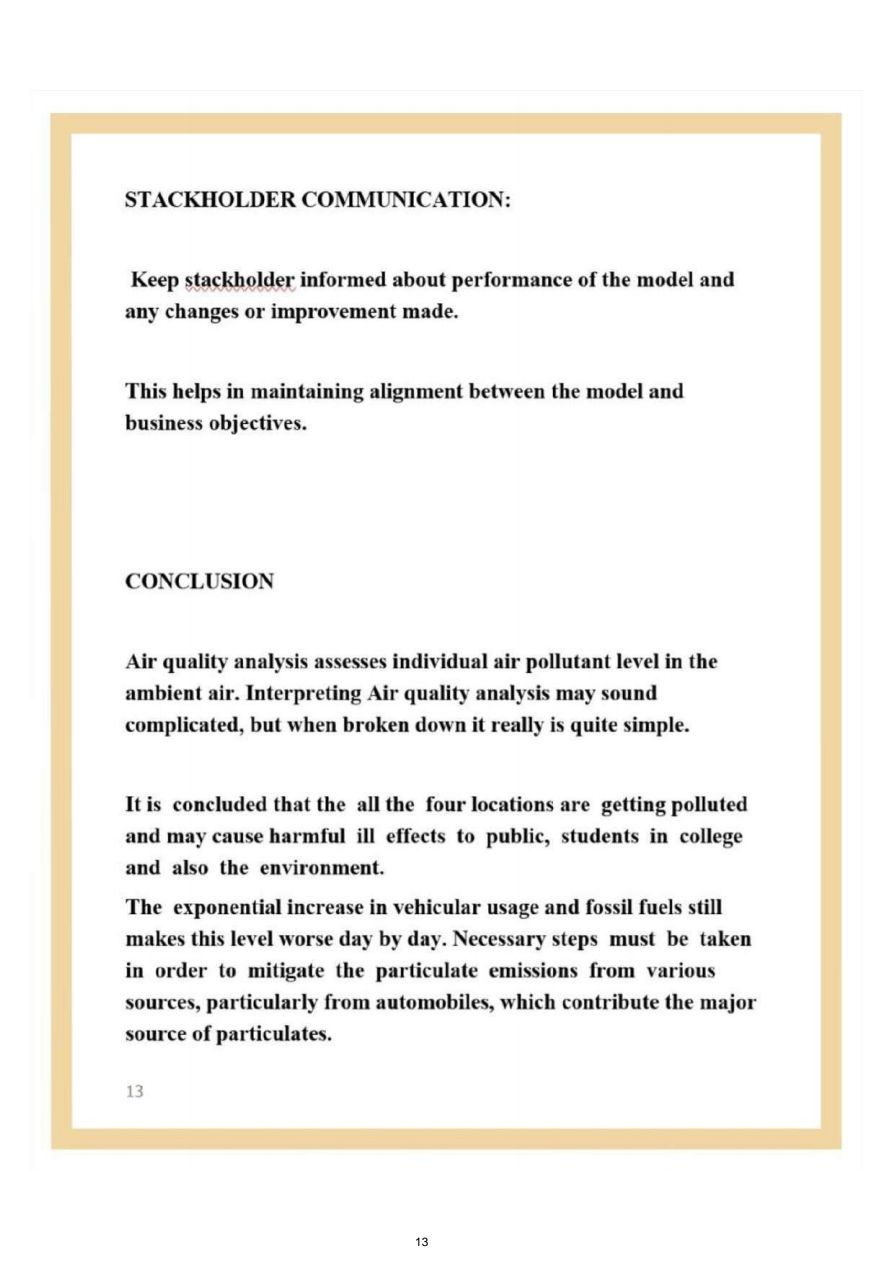 STACKHOLDER COMMUNICATION:
Keep stackholder informed about performance of the model and
any changes or improvement made.
This helps in maintaining alignment between the model and
business objectives.
CONCLUSION
Air quality analysis assesses individual air pollutant level in the
ambient air. Interpreting Air quality analysis may sound
complicated, but when broken down it really is quite simple.
It is concluded that the all the four locations are getting polluted
and may cause harmful ill effects to public, students in college
and also the environment.
The exponential increase in vehicular usage and fossil fuels still
makes this level worse day by day. Necessary steps must be taken
in order to mitigate the particulate emissions from various
sources, particularly from automobiles, which contribute the major
source of particulates.
13
13